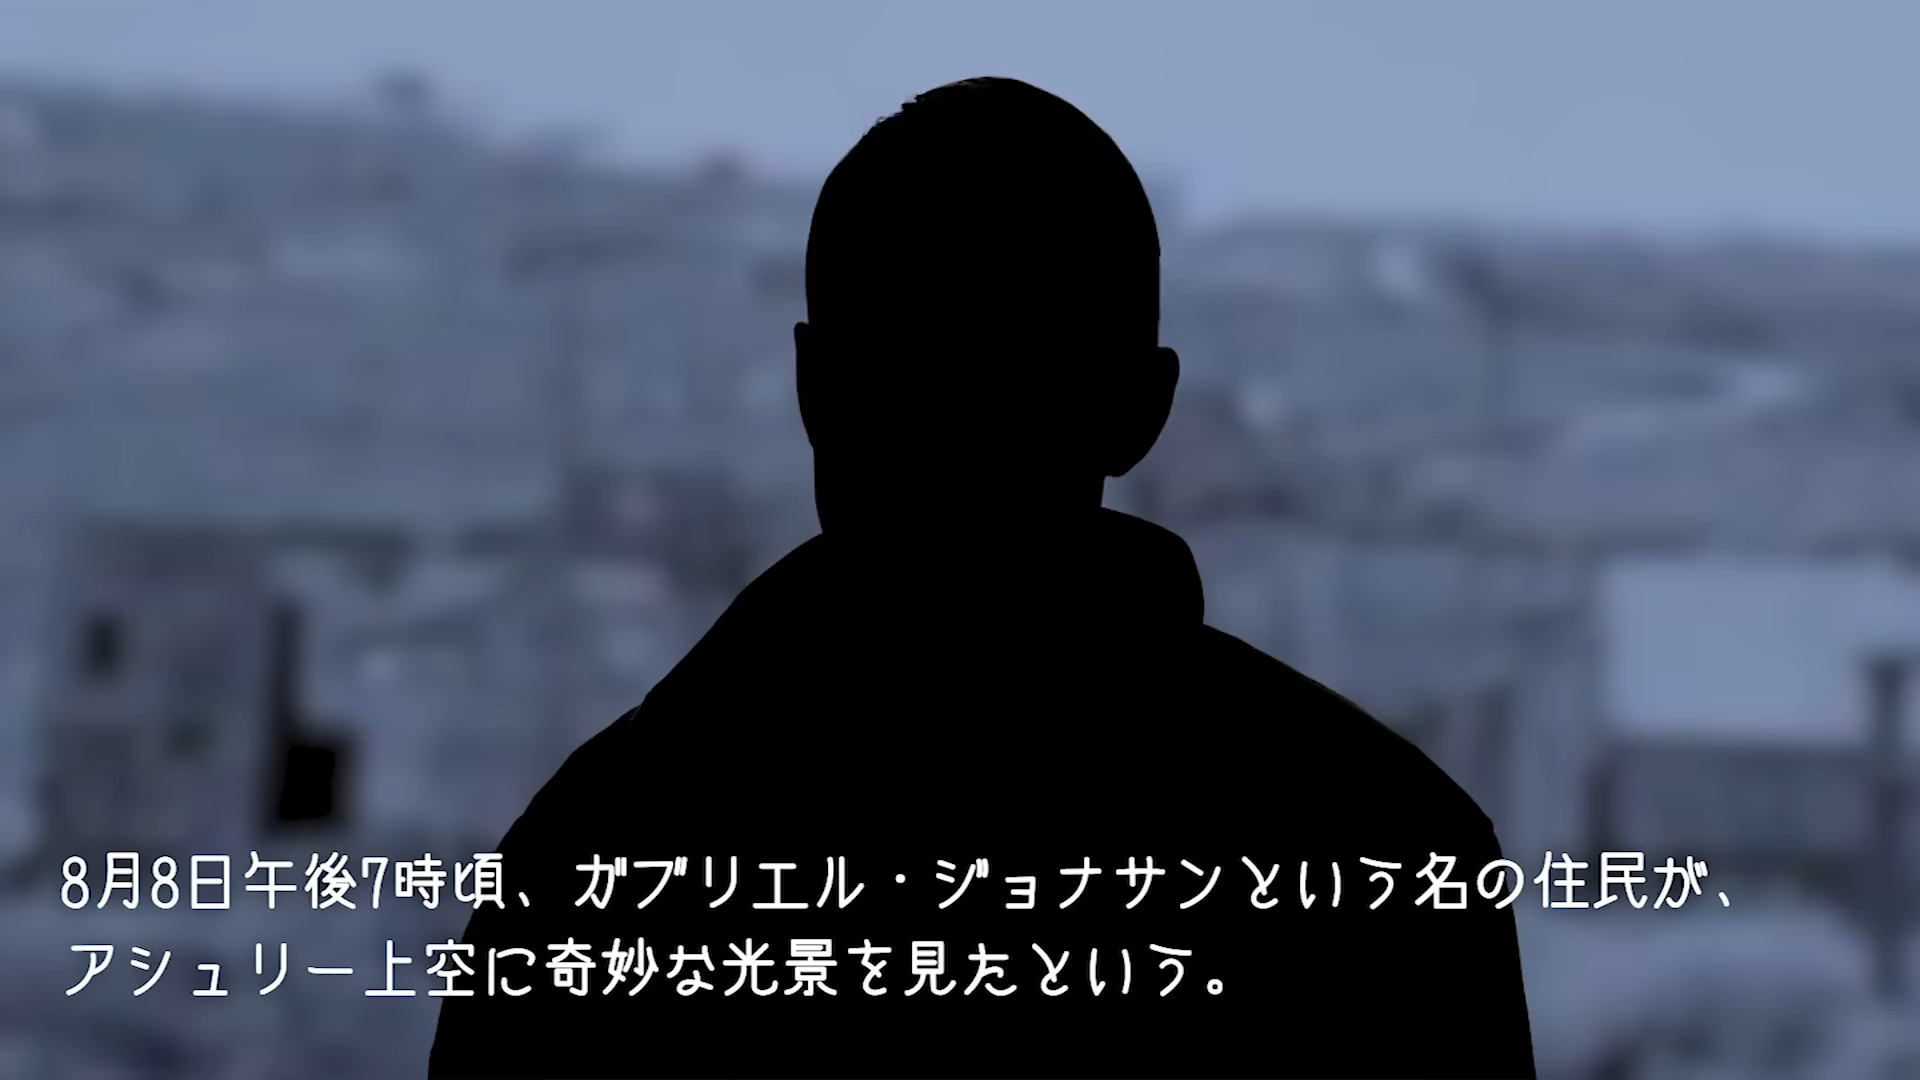 8月8日午後7時頃、ガブリエル・ジョナサンという名の住民が、
アシュリー上空に奇妙な光景を見たという。